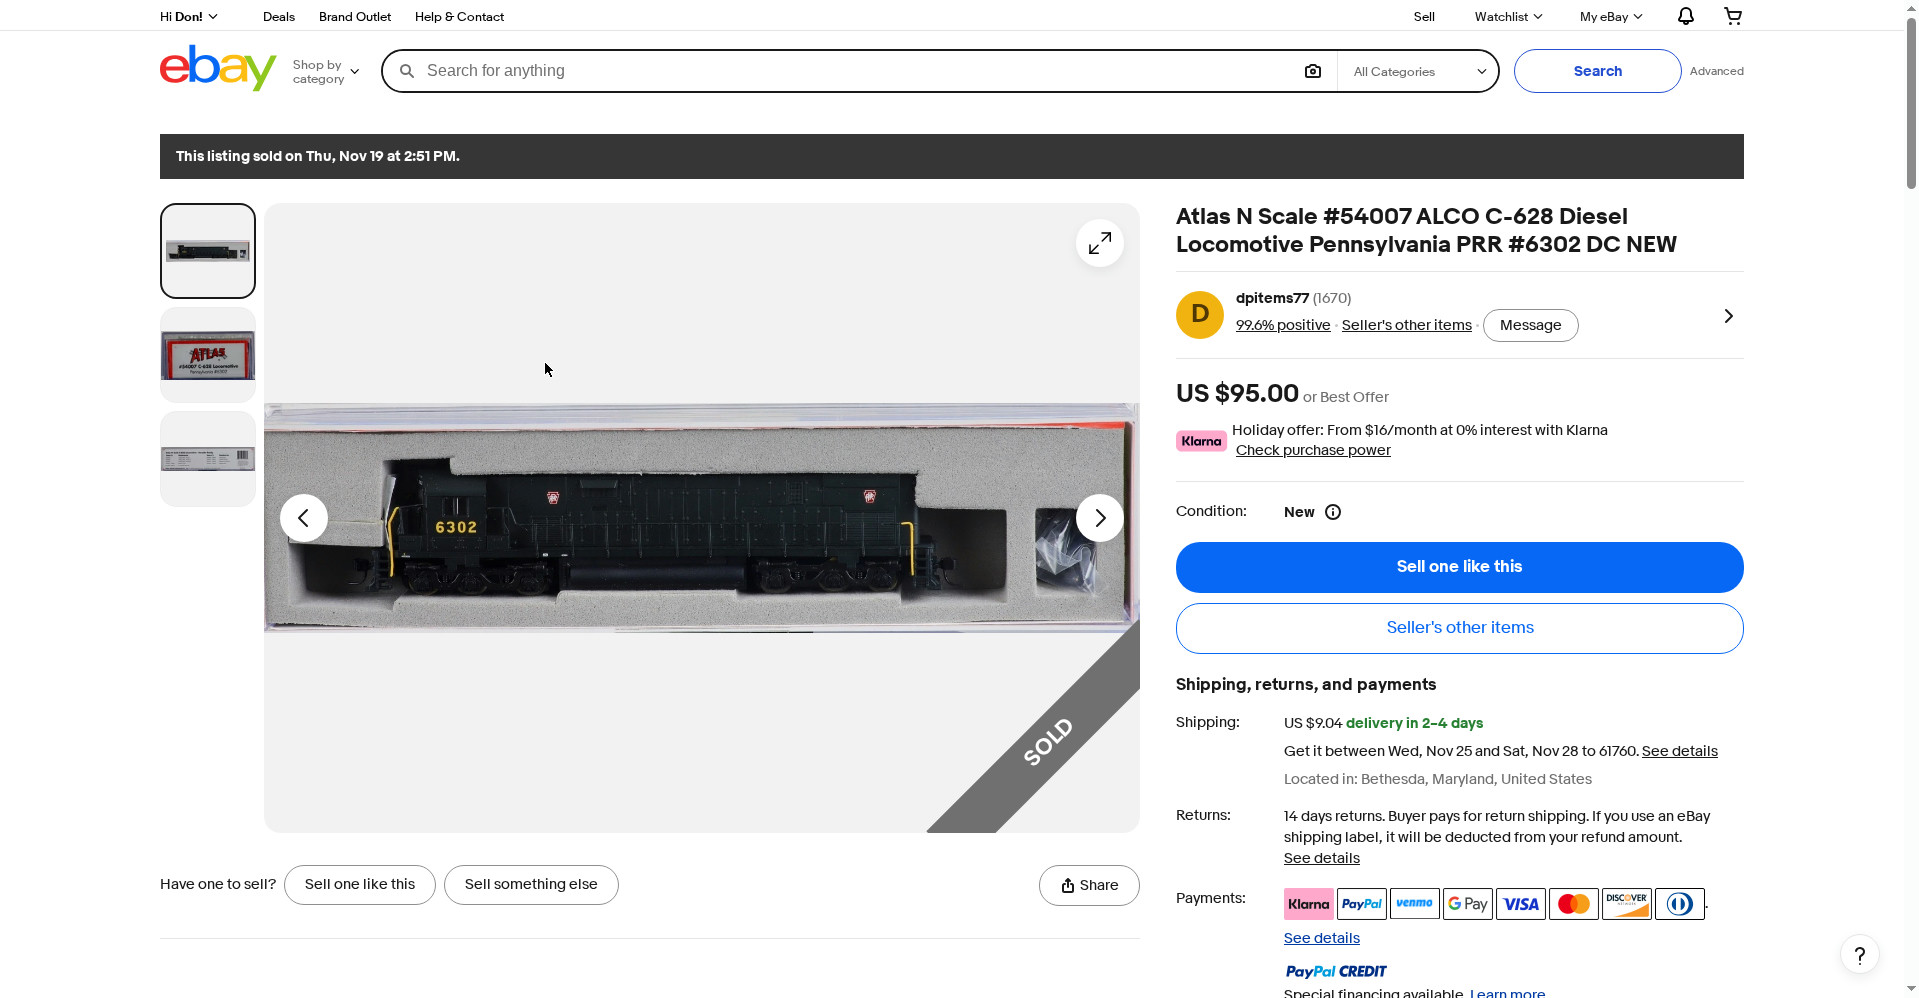 Hi Don!
Deals
Brand Outlet
Help & Contact
Sell
Watchlist
My eBay
ebay
Shop by
category
Search for anything
All Categories
Search
Advanced
This listing sold on Thu, Nov 19 at 2:51 PM.
ATLAS
#54007 C-628 Locomotive
Pennsylvania #6302
6302
SOLD
Have one to sell?
Sell one like this
Sell something else
Share
Atlas N Scale #54007 ALCO C-628 Diesel
Locomotive Pennsylvania PRR #6302 DC NEW
D
dpitems77 (1670)
99.6% positive · Seller's other items · Message
US $95.00 or Best Offer
Klarna
Holiday offer: From $16/month at 0% interest with Klarna
Check purchase power
Condition: New
Sell one like this
Seller's other items
Shipping, returns, and payments
Shipping: US $9.04 delivery in 2–4 days
Get it between Wed, Nov 25 and Sat, Nov 28 to 61760. See details
Located in: Bethesda, Maryland, United States
Returns: 14 days returns. Buyer pays for return shipping. If you use an eBay
shipping label, it will be deducted from your refund amount.
See details
Payments: Klarna PayPal venmo G Pay VISA DISCOVER .
See details
PayPal CREDIT
Special financing available. Learn more
?